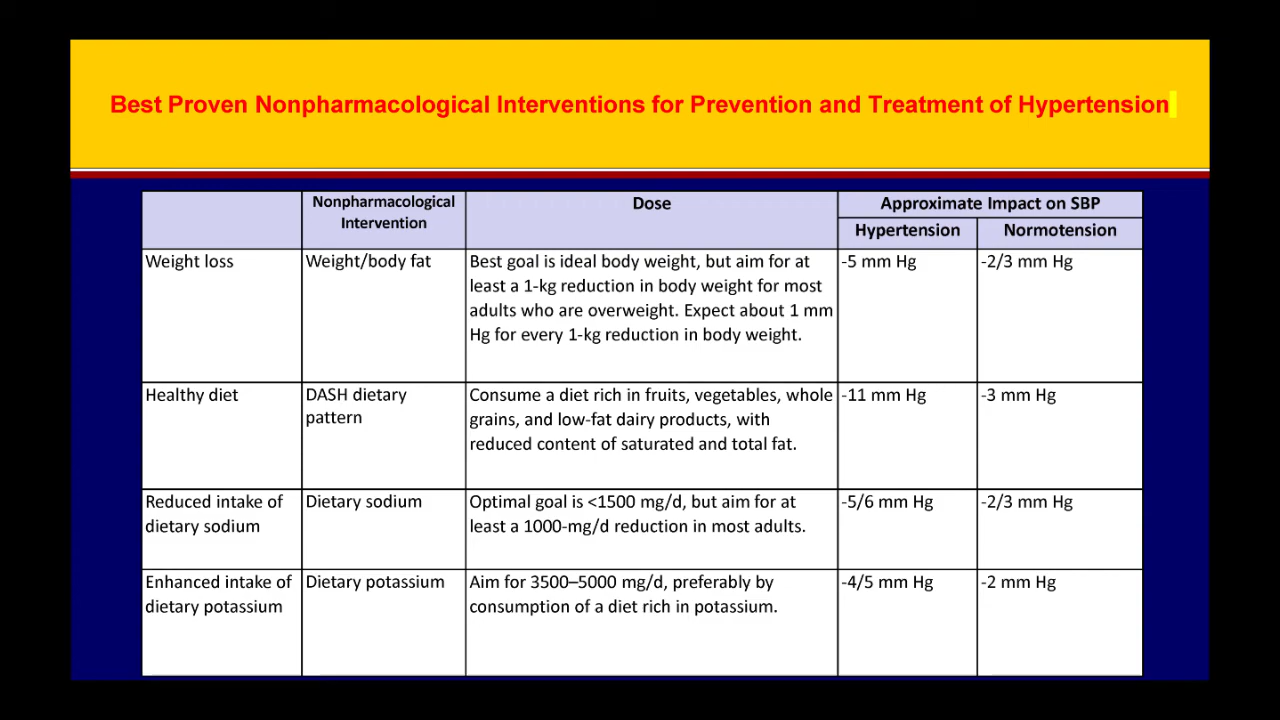 Best Proven Nonpharmacological Interventions for Prevention and Treatment of Hypertension
Nonpharmacological
Intervention
Dose
Approximate Impact on SBP
Hypertension
Normotension
Weight loss
Weight/body fat
Best goal is ideal body weight, but aim for at
least a 1-kg reduction in body weight for most
adults who are overweight. Expect about 1 mm
Hg for every 1-kg reduction in body weight.
-5 mm Hg
-2/3 mm Hg
Healthy diet
DASH dietary
pattern
Consume a diet rich in fruits, vegetables, whole
grains, and low-fat dairy products, with
reduced content of saturated and total fat.
-11 mm Hg
-3 mm Hg
Reduced intake of
dietary sodium
Dietary sodium
Optimal goal is <1500 mg/d, but aim for at
least a 1000-mg/d reduction in most adults.
-5/6 mm Hg
-2/3 mm Hg
Enhanced intake of
dietary potassium
Dietary potassium
Aim for 3500–5000 mg/d, preferably by
consumption of a diet rich in potassium.
-4/5 mm Hg
-2 mm Hg